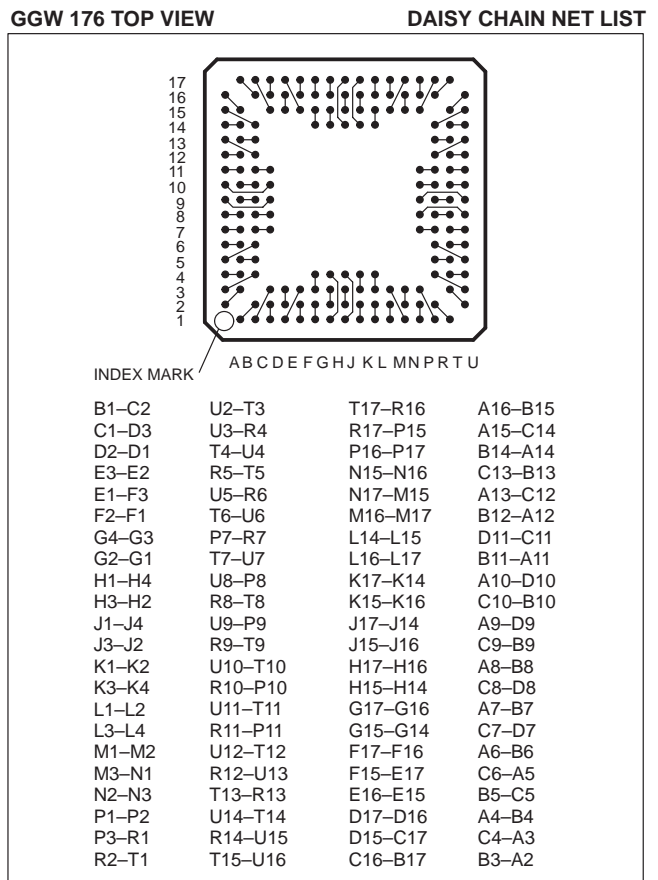 GGW 176 TOP VIEW DAISY CHAIN NET LIST
17
16
15
14
13
12
11
10
9
8
7
6
5
4
3
2
1
INDEX MARK
A B C D E F G H J K L M N P R T U
B1–C2 U2–T3 T17–R16 A16–B15
C1–D3 U3–R4 R17–P15 A15–C14
D2–D1 T4–U4 P16–P17 B14–A14
E3–E2 R5–T5 N15–N16 C13–B13
E1–F3 U5–R6 N17–M15 A13–C12
F2–F1 T6–U6 M16–M17 B12–A12
G4–G3 P7–R7 L14–L15 D11–C11
G2–G1 T7–U7 L16–L17 B11–A11
H1–H4 U8–P8 K17–K14 A10–D10
H3–H2 R8–T8 K15–K16 C10–B10
J1–J4 U9–P9 J17–J14 A9–D9
J3–J2 R9–T9 J15–J16 C9–B9
K1–K2 U10–T10 H17–H16 A8–B8
K3–K4 R10–P10 H15–H14 C8–D8
L1–L2 U11–T11 G17–G16 A7–B7
L3–L4 R11–P11 G15–G14 C7–D7
M1–M2 U12–T12 F17–F16 A6–B6
M3–N1 R12–U13 F15–E17 C6–A5
N2–N3 T13–R13 E16–E15 B5–C5
P1–P2 U14–T14 D17–D16 A4–B4
P3–R1 R14–U15 D15–C17 C4–A3
R2–T1 T15–U16 C16–B17 B3–A2